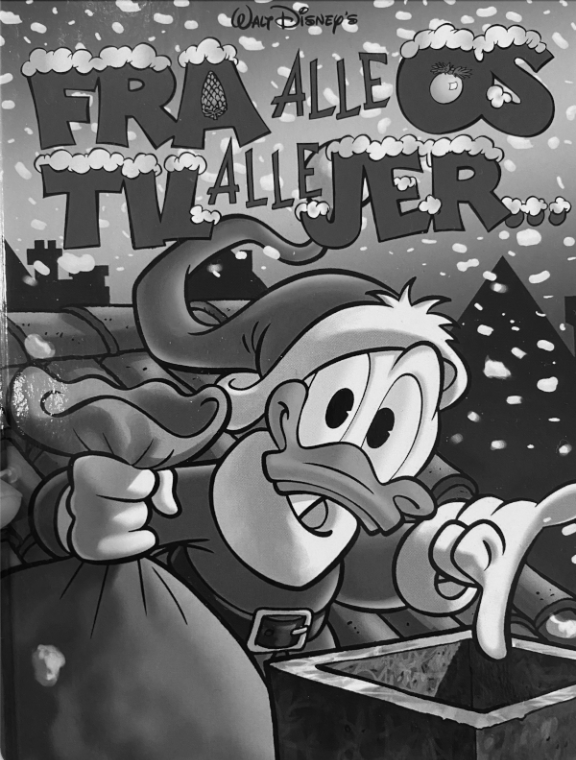 WALT DISNEY'S
FRA ALLE OS
TIL ALLE JER...